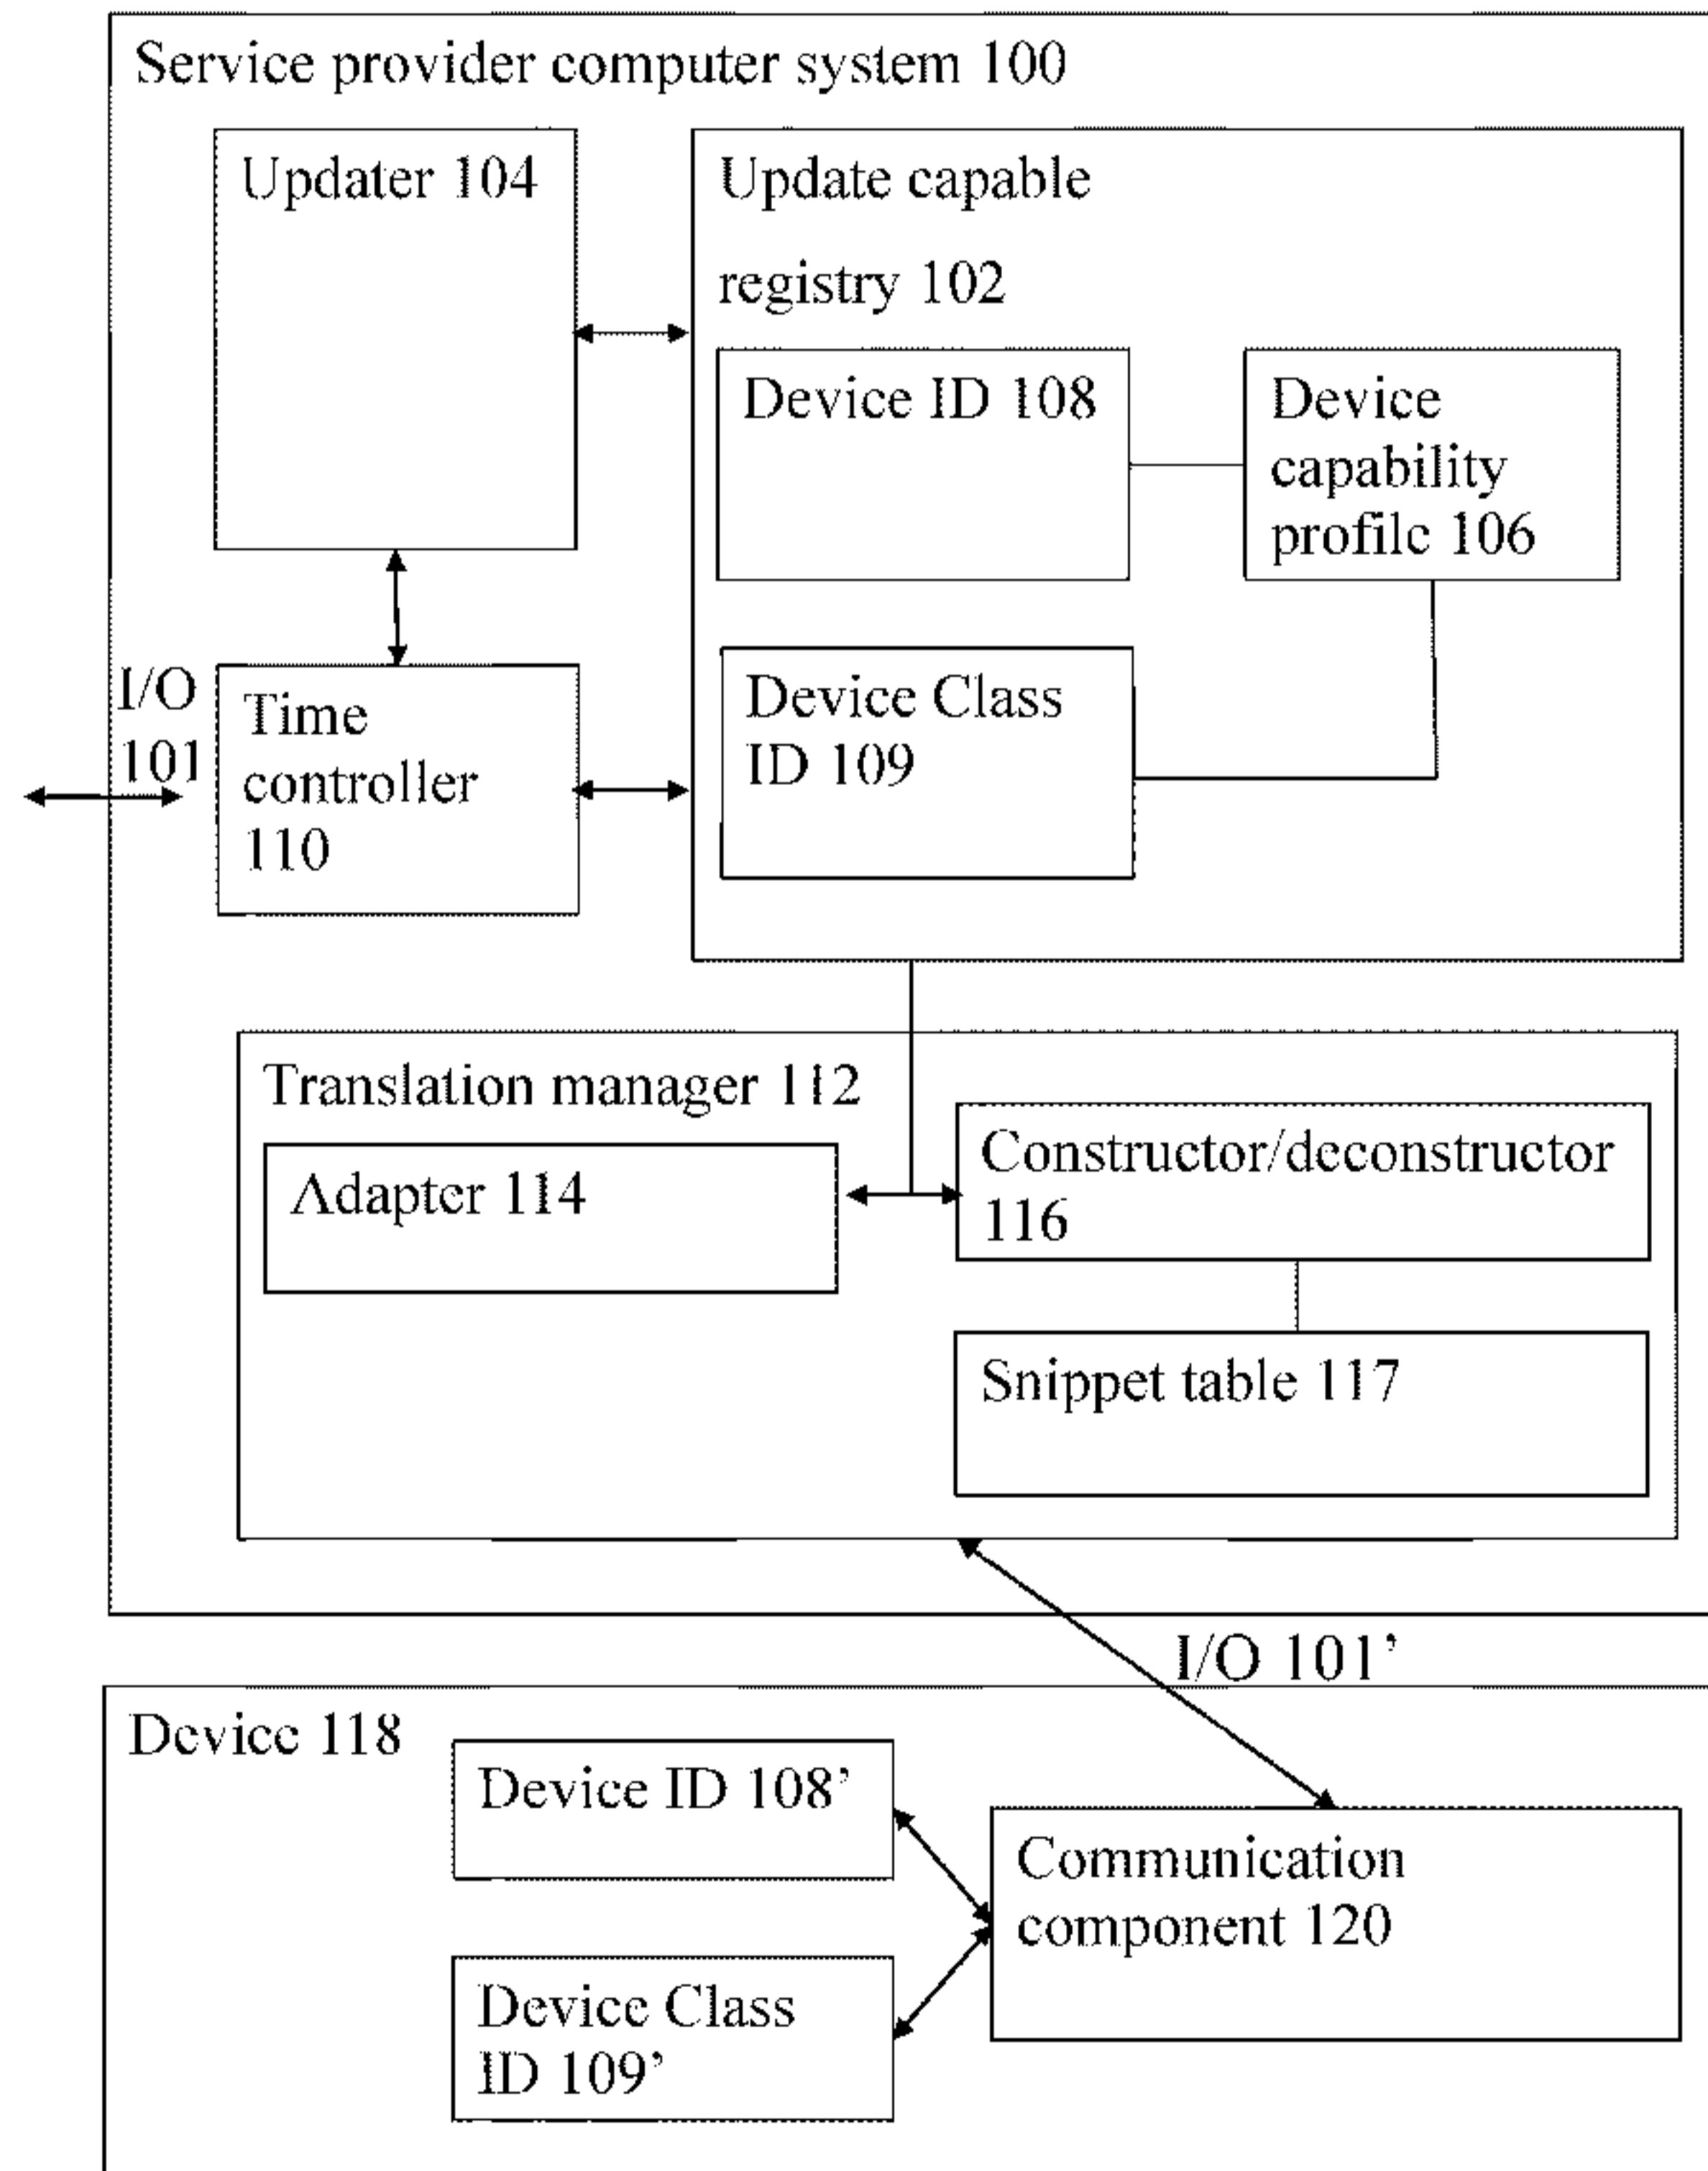 Service provider computer system 100
Updater 104
Update capable
registry 102
Device ID 108
Device
capability
profile 106
I/O
101
Time
controller
110
Device Class
ID 109
Translation manager 112
Adapter 114
Constructor/deconstructor
116
Snippet table 117
I/O 101’
Device 118
Device ID 108’
Communication
component 120
Device Class
ID 109’